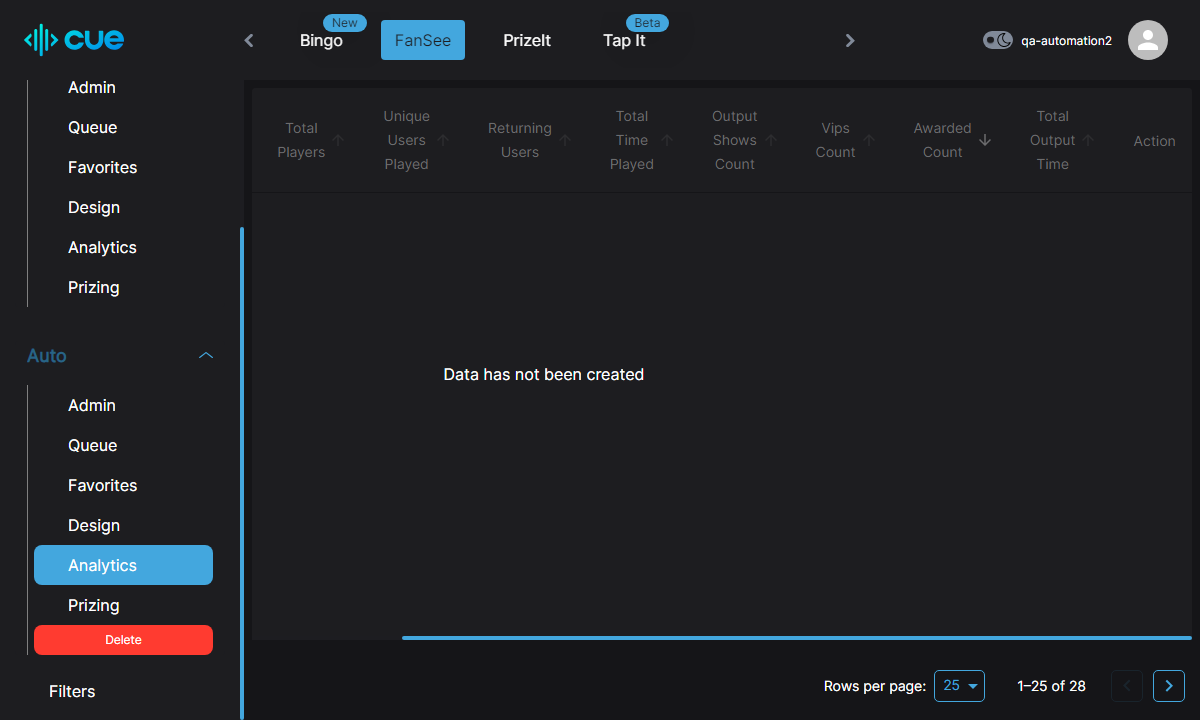 cue
New
Bingo
FanSee
PrizeIt
Beta
Tap It
qa-automation2
Admin
Queue
Favorites
Design
Analytics
Prizing
Auto
Admin
Queue
Favorites
Design
Analytics
Prizing
Delete
Filters
Total
Players
Unique
Users
Played
Returning
Users
Total
Time
Played
Output
Shows
Count
Vips
Count
Awarded
Count
Total
Output
Time
Action
Data has not been created
Rows per page:
25
1–25 of 28